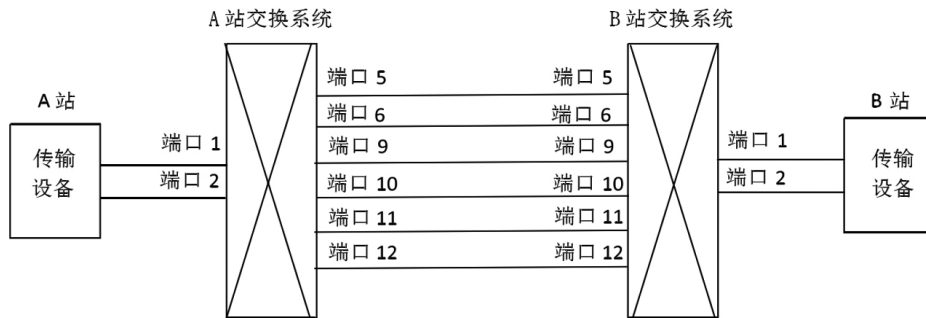 A 站交换系统
B 站交换系统
A 站
传输
设备
端口 1
端口 2
端口 5
端口 6
端口 9
端口 10
端口 11
端口 12
端口 5
端口 6
端口 9
端口 10
端口 11
端口 12
端口 1
端口 2
B 站
传输
设备